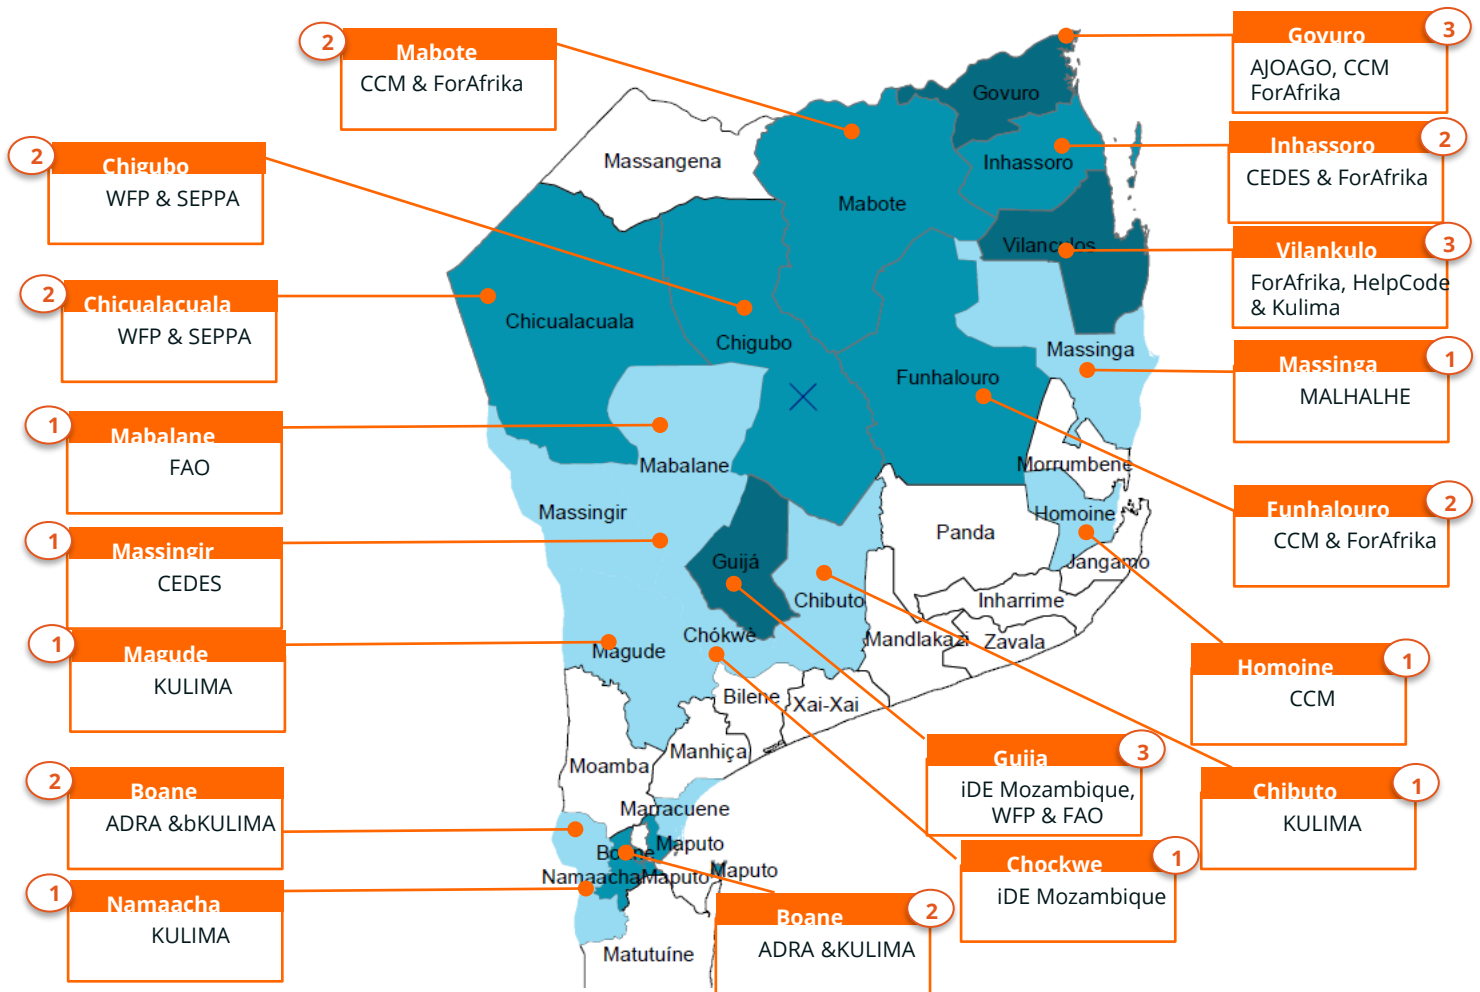 2
Mabote
CCM & ForAfrika
2
Chigubo
WFP & SEPPA
2
Chicualacuala
WFP & SEPPA
1
Mabalane
FAO
1
Massingir
CEDES
1
Magude
KULIMA
2
Boane
ADRA &bKULIMA
1
Namaacha
KULIMA
Govuro
3
AJOAGO, CCM
ForAfrika
Inhassoro
2
CEDES & ForAfrika
Vilankulo
3
ForAfrika, HelpCode
& Kulima
Massinga
1
MALHALHE
Funhalouro
2
CCM & ForAfrika
Homoine
1
CCM
Chibuto
1
KULIMA
Guija
3
iDE Mozambique,
WFP & FAO
Chockwe
1
iDE Mozambique
Boane
2
ADRA &KULIMA
Govuro
Massangena
Inhassoro
Mabote
Vilanculos
Chicualacuala
Chigubo
Massinga
Funhalouro
Mabalane
Morrumbene
Massingir
Homoine
Panda
Guijá
Jangamo
Chibuto
Inharrime
Chókwè
Mandlakazi
Zavala
Magude
Bilene
Xai-Xai
Manhiça
Moamba
Marracuene
Maputo
Boane
Namaacha
Maputo
Maputo
Matutuíne